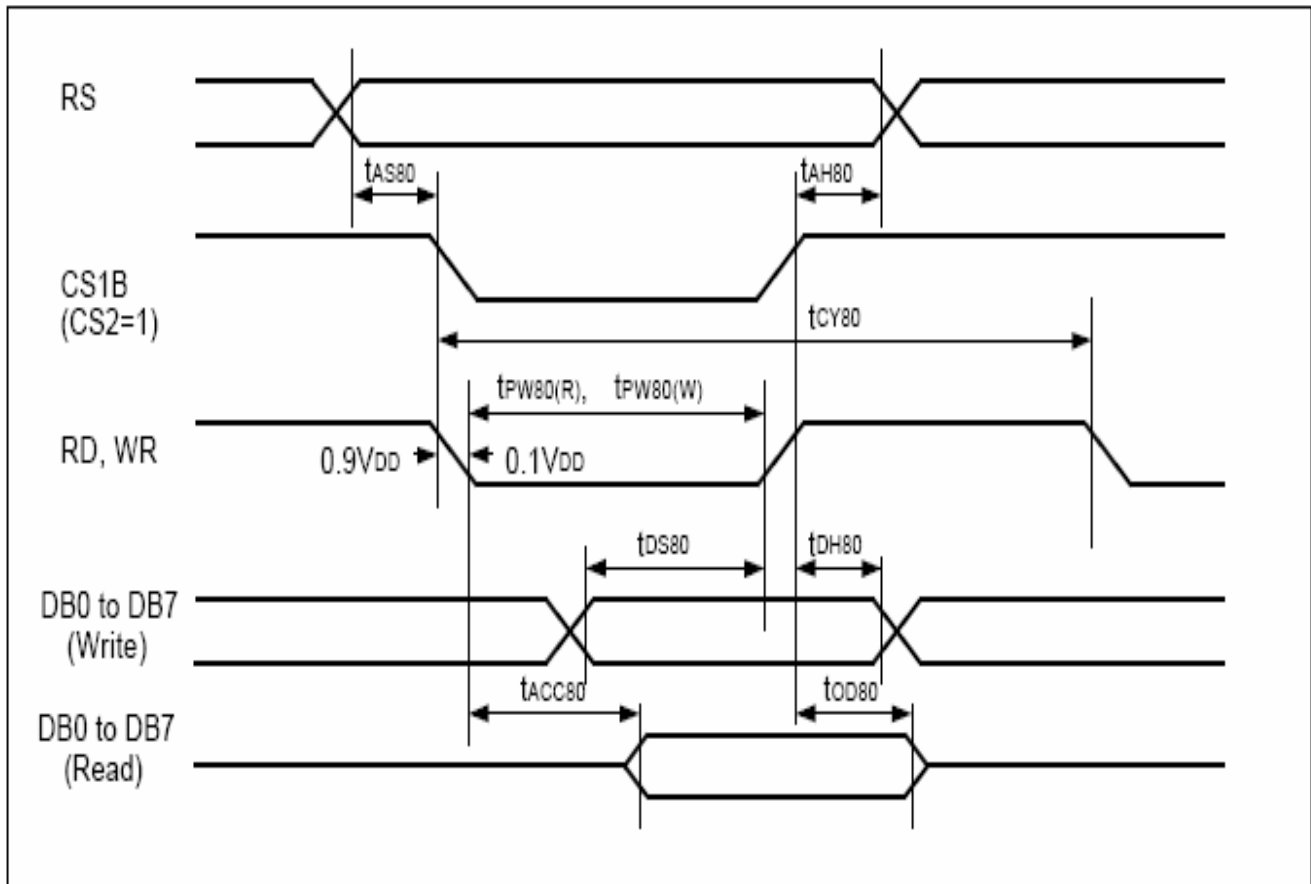 RS
tAS80
tAH80
CS1B
(CS2=1)
tCY80
tPW80(R), tPW80(W)
RD, WR
0.9VDD
0.1VDD
tDS80
tDH80
DB0 to DB7
(Write)
tACC80
tOD80
DB0 to DB7
(Read)